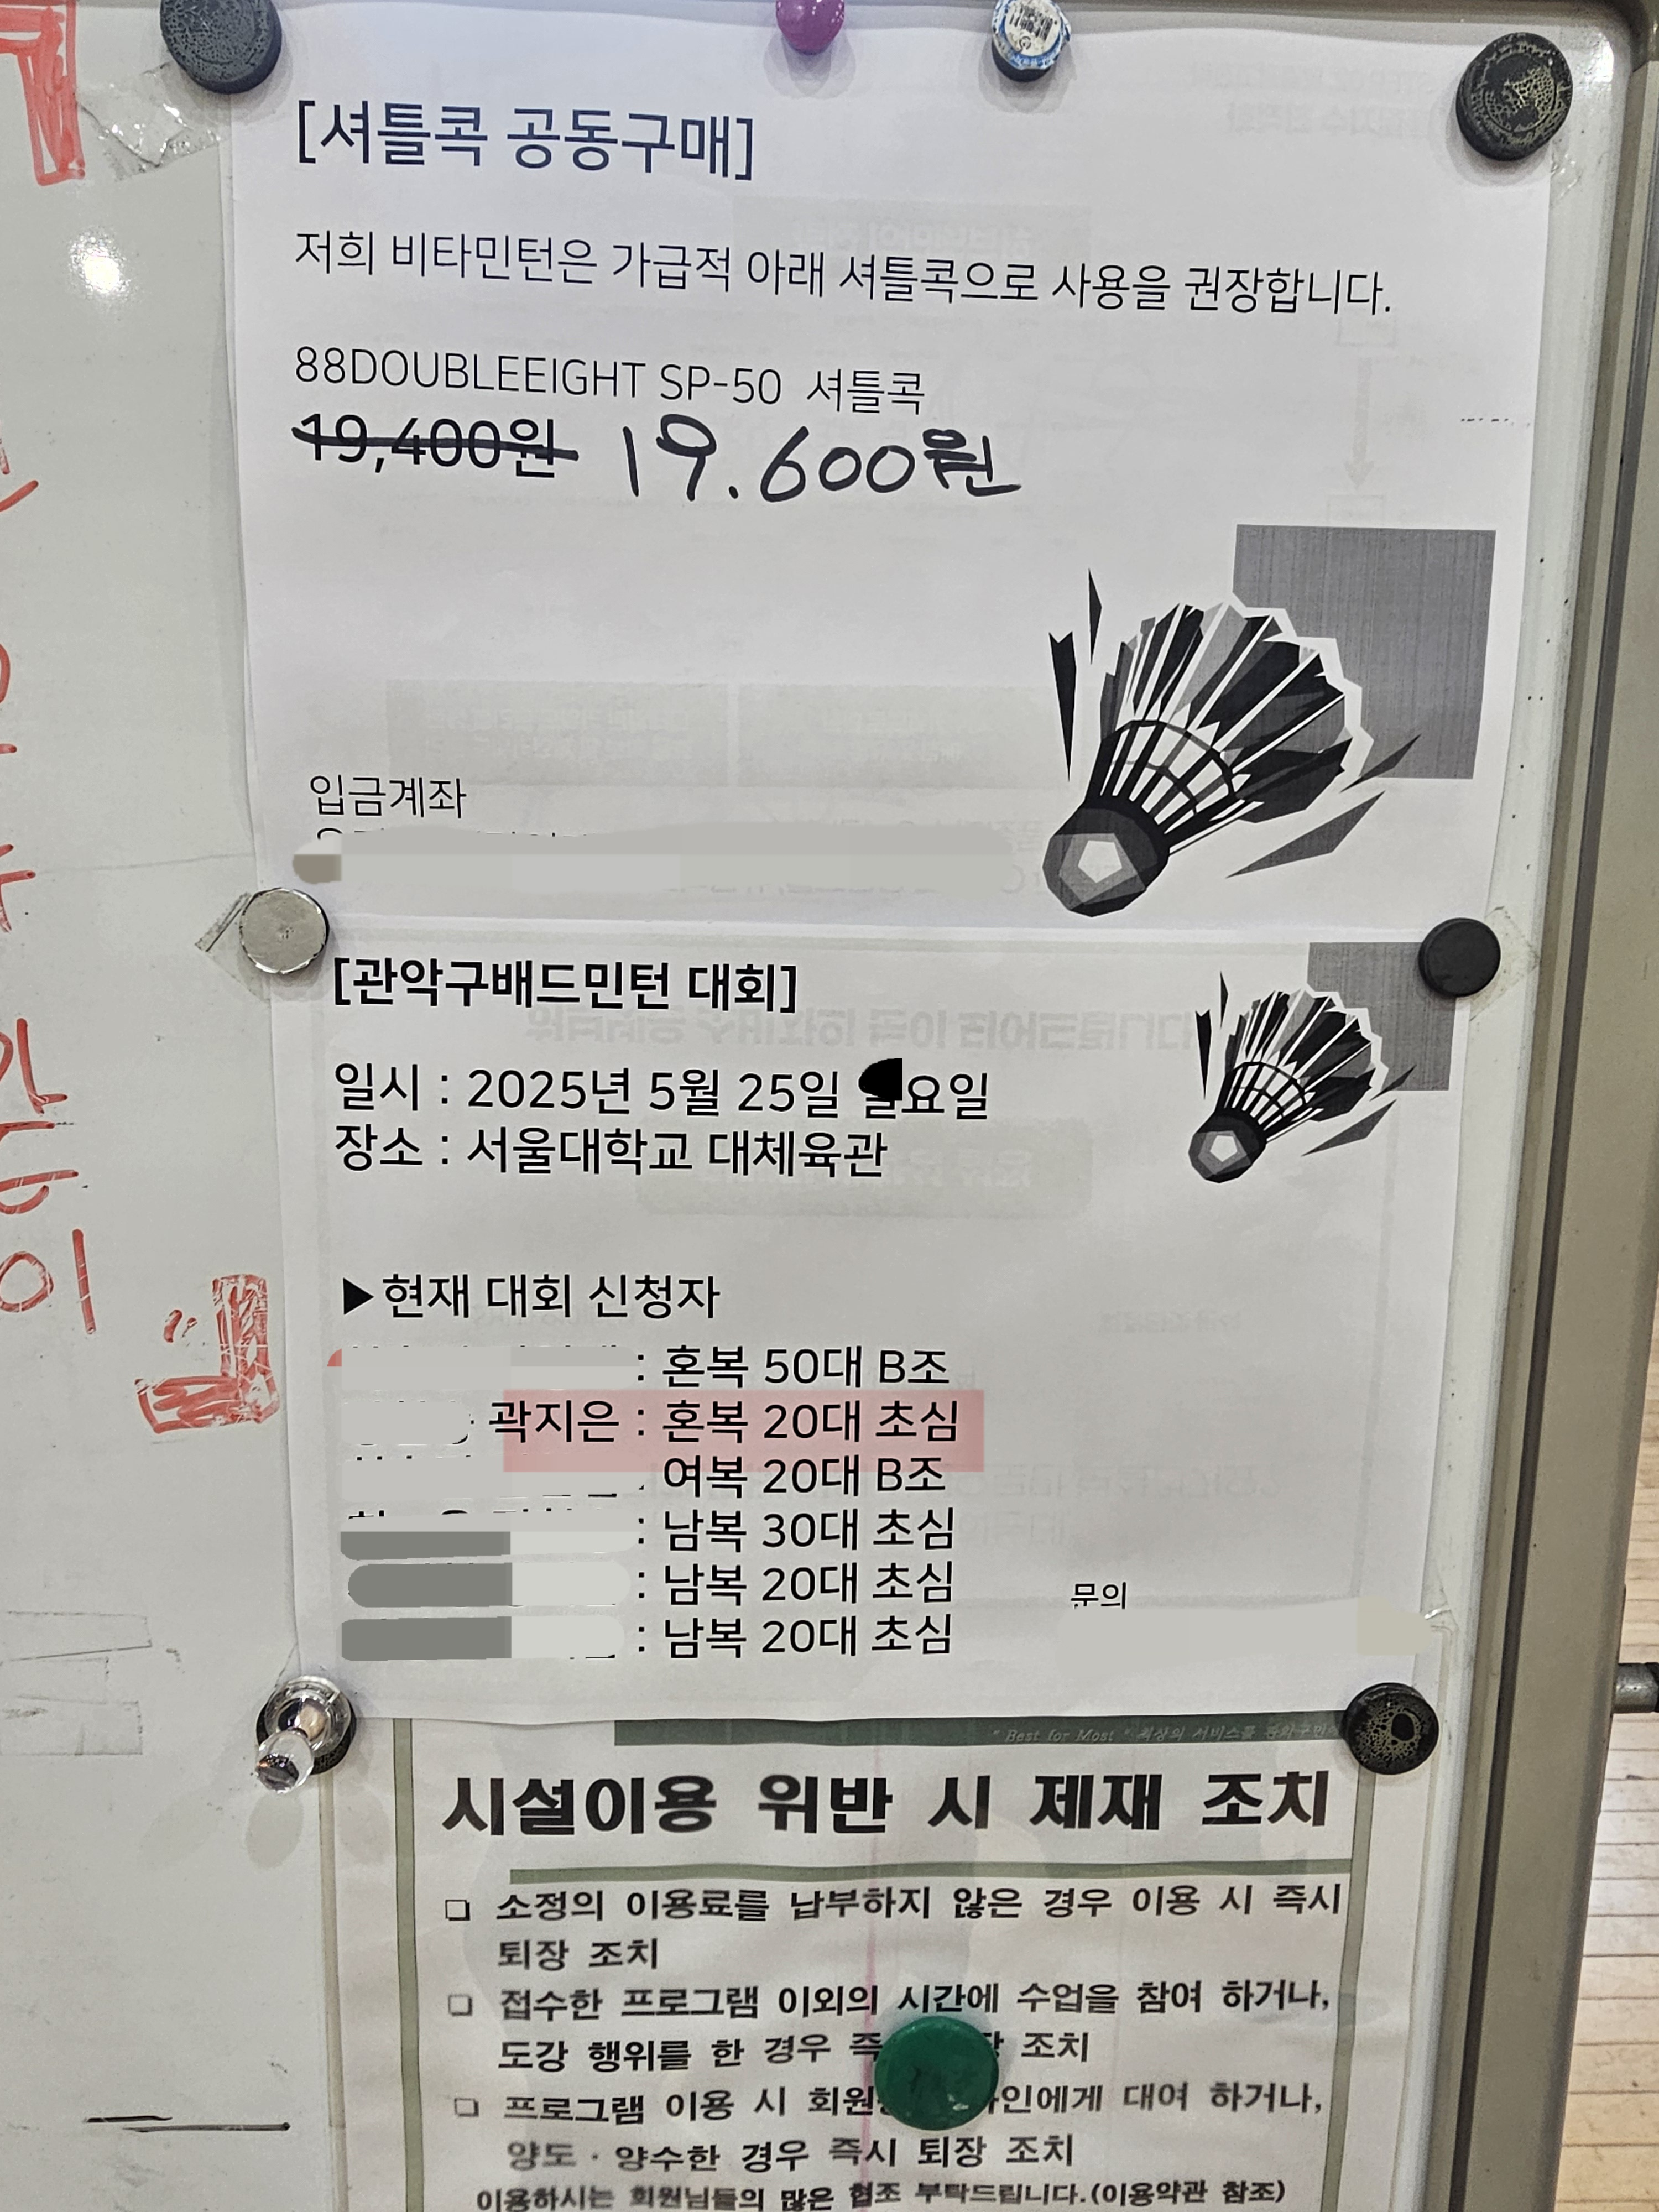 [셔틀콕 공동구매]
저희 비타민턴은 가급적 아래 셔틀콕으로 사용을 권장합니다.
88DOUBLEEIGHT SP-50 셔틀콕
19,400원 19.600원
입금계좌
[관악구배드민턴 대회]
일시 : 2025년 5월 25일 요일
장소 : 서울대학교 대체육관
▶현재 대회 신청자
: 혼복 50대 B조
곽지은 : 혼복 20대 초심
여복 20대 B조
: 남복 30대 초심
: 남복 20대 초심
: 남복 20대 초심
문의
" Best for Most " 최상의 서비스를
시설이용 위반 시 제재 조치
❏ 소정의 이용료를 납부하지 않은 경우 이용 시 즉시
퇴장 조치
❏ 접수한 프로그램 이외의 시간에 수업을 참여 하거나,
도강 행위를 한 경우 조치
❏ 프로그램 이용 시 대여 하거나,
양도 · 양수한 경우 즉시 퇴장 조치
이용하시는 회원님들의 많은 협조 부탁드립니다.(이용약관 참조)